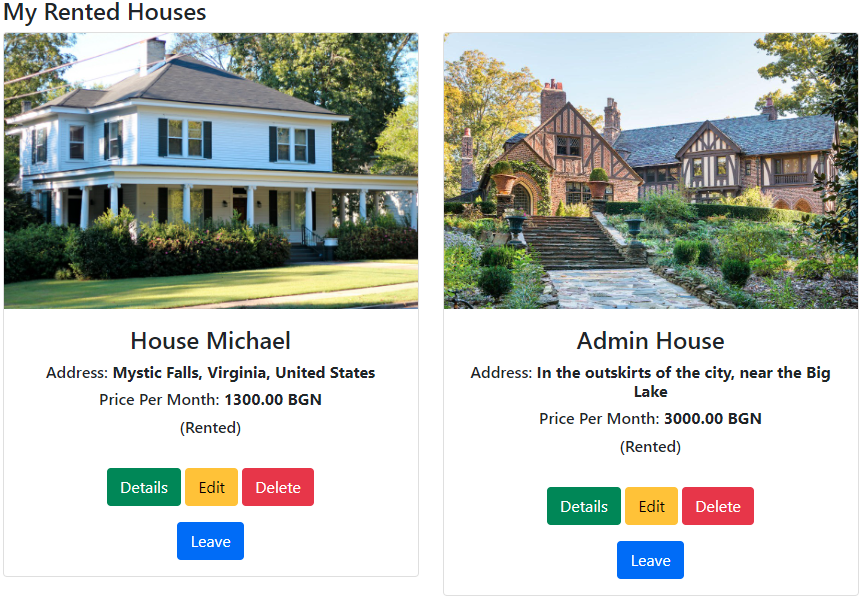 My Rented Houses
House Michael
Address: Mystic Falls, Virginia, United States
Price Per Month: 1300.00 BGN
(Rented)
Details Edit Delete
Leave
Admin House
Address: In the outskirts of the city, near the Big
Lake
Price Per Month: 3000.00 BGN
(Rented)
Details Edit Delete
Leave